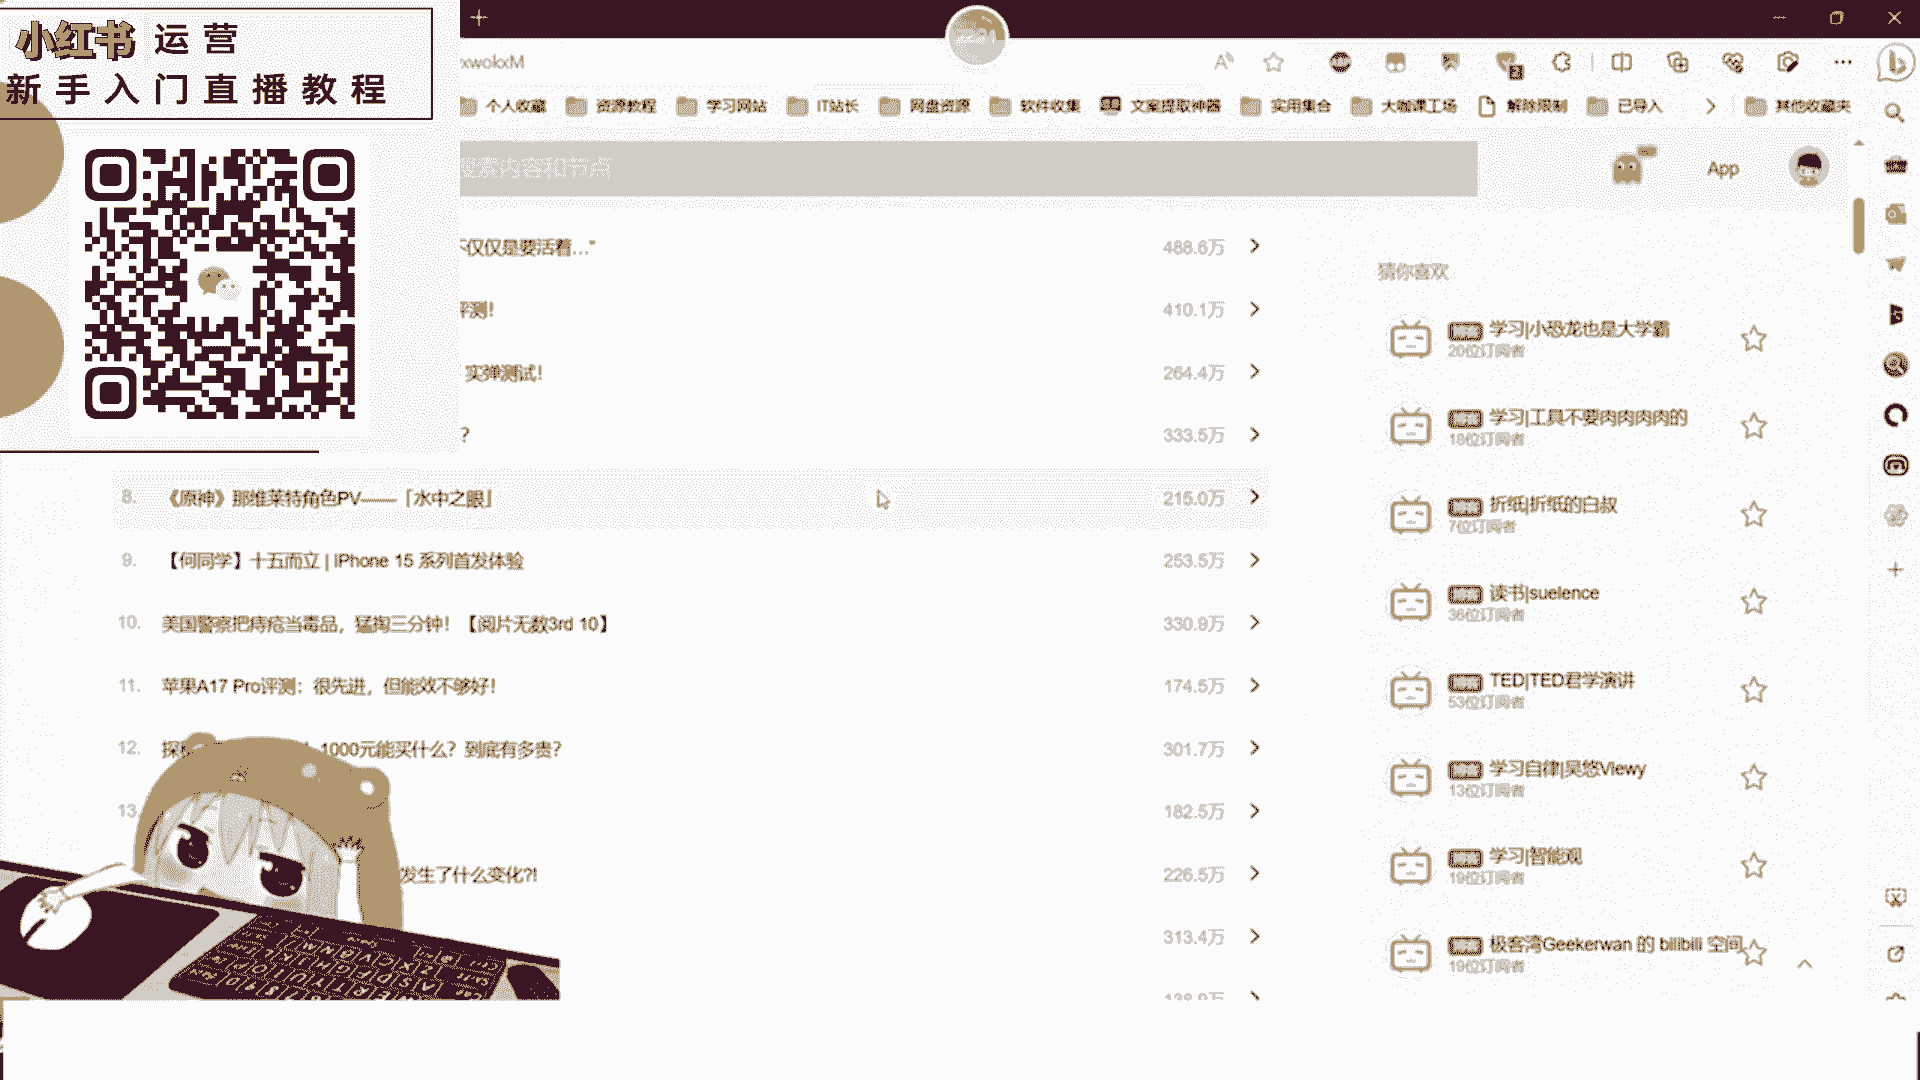 小红书 运营
新手入门直播教程
xwokxM
个人收藏
资源教程
学习网站
IT站长
网盘资源
软件收集
文案提取神器
实用集合
大咖课工场
解除限制
已导入
其他收藏夹
搜索内容和节点
App
不仅仅是要活着…"
488.6万
评测!
410.1万
实弹测试!
264.4万
?
333.5万
8. 《原神》那维莱特角色PV——「水中之眼」
215.0万
9. 【何同学】十五而立 | iPhone 15 系列首发体验
253.5万
10. 美国警察把痔疮当毒品，猛掏三分钟！【阅片无数3rd 10】
330.9万
11. 苹果A17 Pro评测：很先进，但能效不够好！
174.5万
12. 1000元能买什么？到底有多贵？
301.7万
13.
182.5万
发生了什么变化?!
226.5万
313.4万
猜你喜欢
学习|小恐龙也是大学霸
20位订阅者
学习|工具不要肉肉肉肉的
18位订阅者
折纸|折纸的白叔
7位订阅者
读书|suelence
36位订阅者
TED|TED君学演讲
53位订阅者
学习自律|吴悠Viewy
13位订阅者
学习|智能观
19位订阅者
极客湾Geekerwan 的 bilibili 空间
19位订阅者